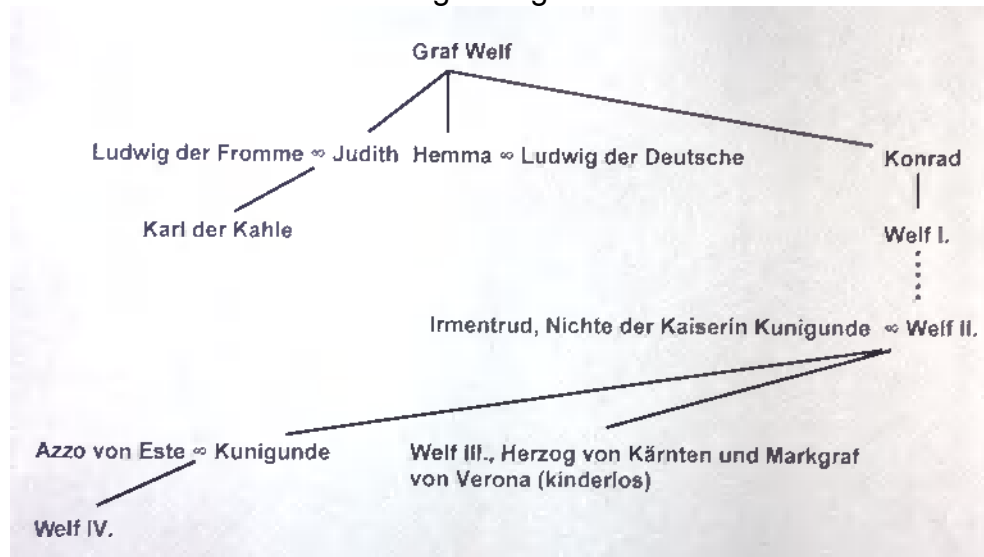 Graf Welf
Ludwig der Fromme ∞ Judith Hemma ∞ Ludwig der Deutsche
Konrad
Karl der Kahle
Welf I.
Irmentrud, Nichte der Kaiserin Kunigunde ∞ Welf II.
Azzo von Este ∞ Kunigunde
Welf III., Herzog von Kärnten und Markgraf
von Verona (kinderlos)
Welf IV.